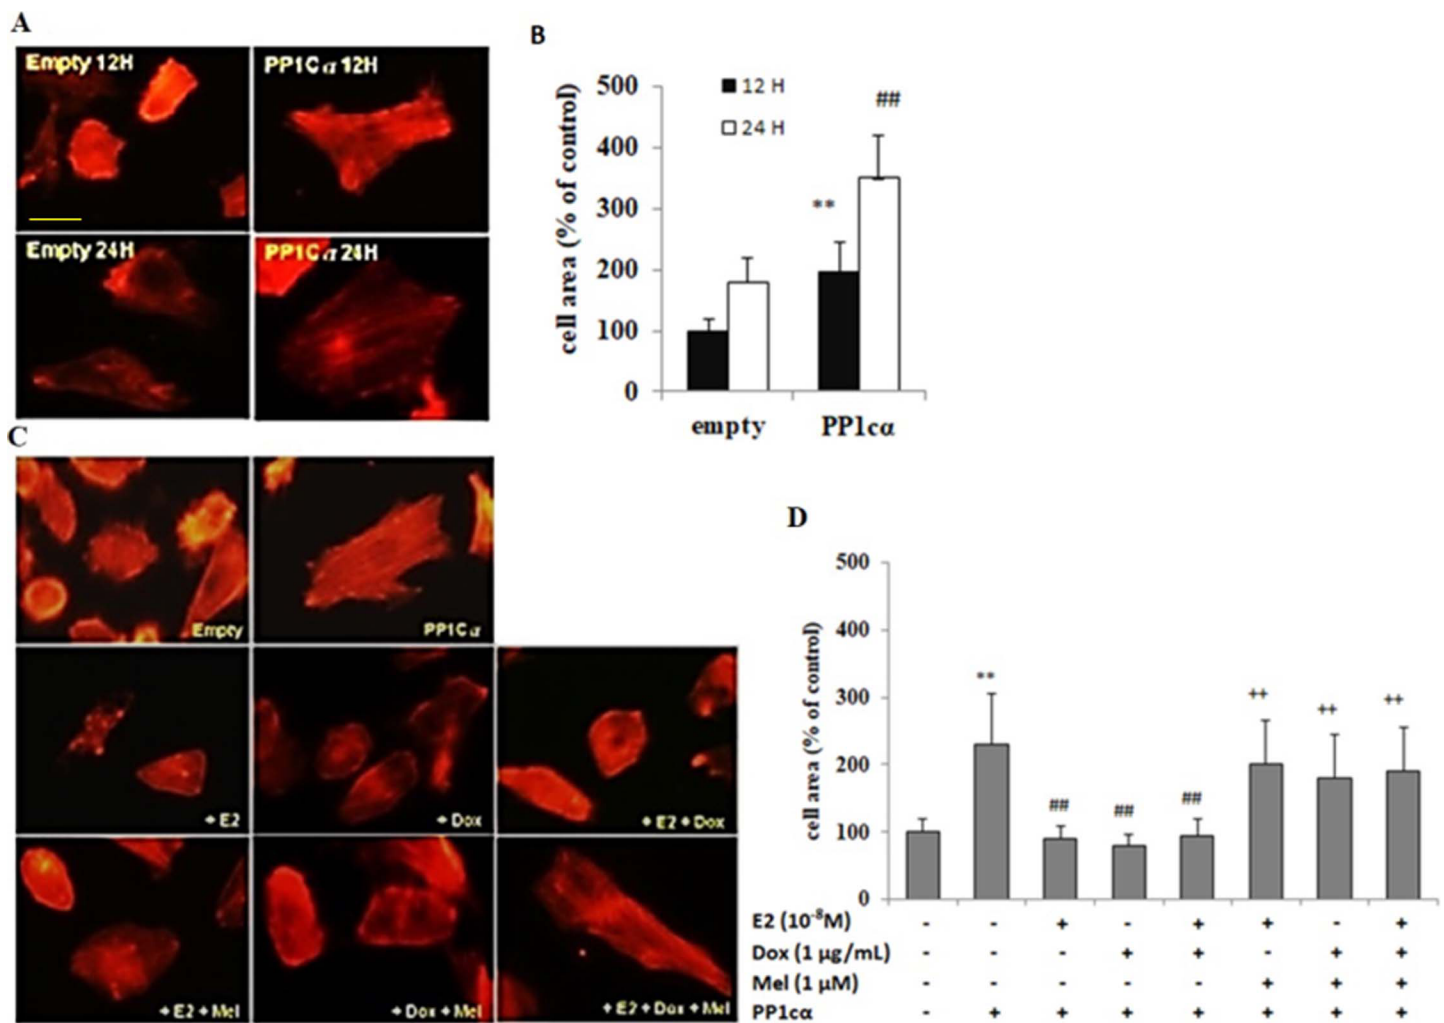 A
Empty 12H
PP1Cα 12H
Empty 24H
PP1Cα 24H
B
12 H
24 H
cell area (% of control)
500
400
300
200
100
0
**
##
empty
PP1cα
C
Empty
PP1Cα
+ E2
+ Dox
+ E2 + Dox
+ E2 + Mel
+ Dox + Mel
+ E2 + Dox + Mel
D
cell area (% of control)
500
400
300
200
100
0
**
##
##
##
++
++
++
E2 (10⁻⁸M) - - + - + + - +
Dox (1 µg/mL) - - - + + - + +
Mel (1 µM) - - - - - + + +
PP1cα - + + + + + + +